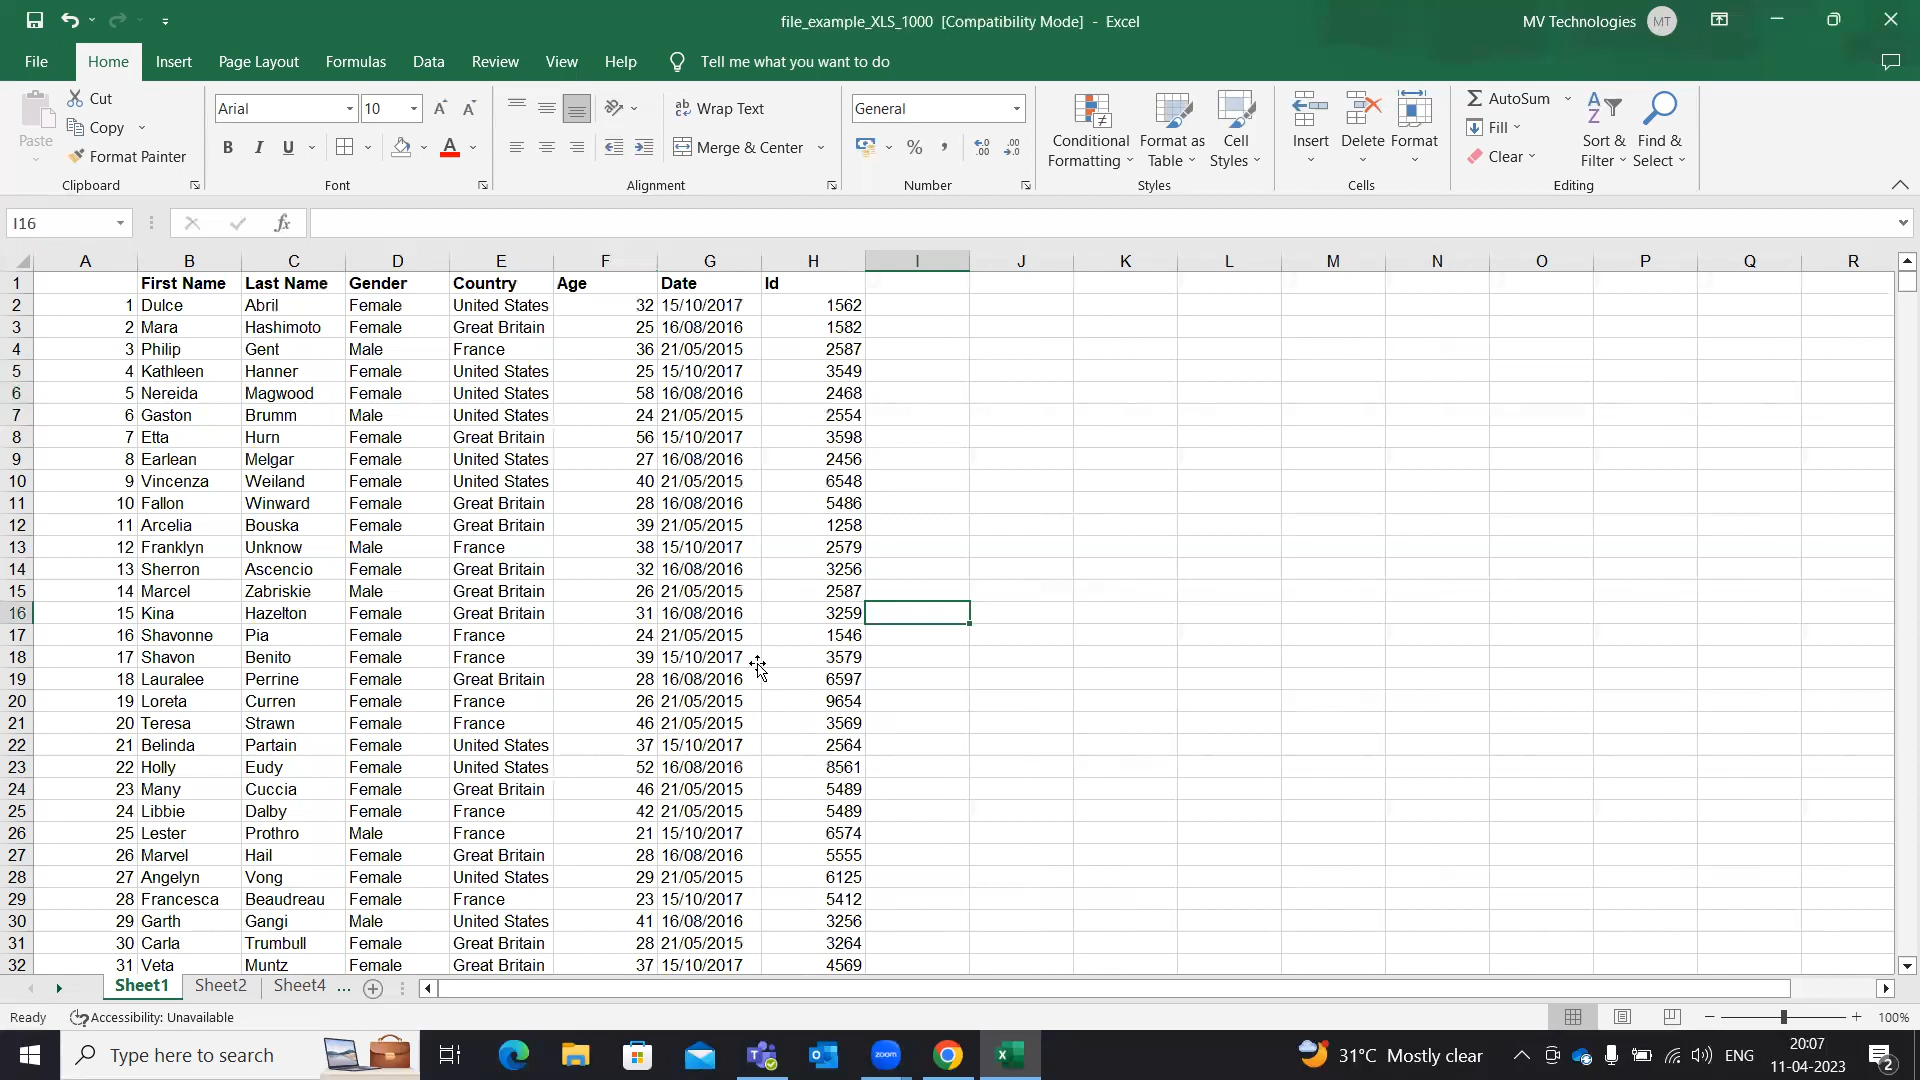 file_example_XLS_1000 [Compatibility Mode] - Excel
MV Technologies MT
File Home Insert Page Layout Formulas Data Review View Help Tell me what you want to do
Paste Cut Copy Format Painter Clipboard
Arial 10 B I U A Font
Wrap Text Merge & Center Alignment
General % , Number
Conditional Formatting Format as Table Cell Styles Styles
Insert Delete Format Cells
AutoSum Fill Clear Sort & Filter Find & Select Editing
I16 fx
A B C D E F G H I J K L M N O P Q R
1 First Name Last Name Gender Country Age Date Id
2 1 Dulce Abril Female United States 32 15/10/2017 1562
3 2 Mara Hashimoto Female Great Britain 25 16/08/2016 1582
4 3 Philip Gent Male France 36 21/05/2015 2587
5 4 Kathleen Hanner Female United States 25 15/10/2017 3549
6 5 Nereida Magwood Female United States 58 16/08/2016 2468
7 6 Gaston Brumm Male United States 24 21/05/2015 2554
8 7 Etta Hurn Female Great Britain 56 15/10/2017 3598
9 8 Earlean Melgar Female United States 27 16/08/2016 2456
10 9 Vincenza Weiland Female United States 40 21/05/2015 6548
11 10 Fallon Winward Female Great Britain 28 16/08/2016 5486
12 11 Arcelia Bouska Female Great Britain 39 21/05/2015 1258
13 12 Franklyn Unknow Male France 38 15/10/2017 2579
14 13 Sherron Ascencio Female Great Britain 32 16/08/2016 3256
15 14 Marcel Zabriskie Male Great Britain 26 21/05/2015 2587
16 15 Kina Hazelton Female Great Britain 31 16/08/2016 3259
17 16 Shavonne Pia Female France 24 21/05/2015 1546
18 17 Shavon Benito Female France 39 15/10/2017 3579
19 18 Lauralee Perrine Female Great Britain 28 16/08/2016 6597
20 19 Loreta Curren Female France 26 21/05/2015 9654
21 20 Teresa Strawn Female France 46 21/05/2015 3569
22 21 Belinda Partain Female United States 37 15/10/2017 2564
23 22 Holly Eudy Female United States 52 16/08/2016 8561
24 23 Many Cuccia Female Great Britain 46 21/05/2015 5489
25 24 Libbie Dalby Female France 42 21/05/2015 5489
26 25 Lester Prothro Male France 21 15/10/2017 6574
27 26 Marvel Hail Female Great Britain 28 16/08/2016 5555
28 27 Angelyn Vong Female United States 29 21/05/2015 6125
29 28 Francesca Beaudreau Female France 23 15/10/2017 5412
30 29 Garth Gangi Male United States 41 16/08/2016 3256
31 30 Carla Trumbull Female Great Britain 28 21/05/2015 3264
32 31 Veta Muntz Female Great Britain 37 15/10/2017 4569
Sheet1 Sheet2 Sheet4 ...
Ready Accessibility: Unavailable 100%
Type here to search zoom 31°C Mostly clear ENG 20:07
11-04-2023 2